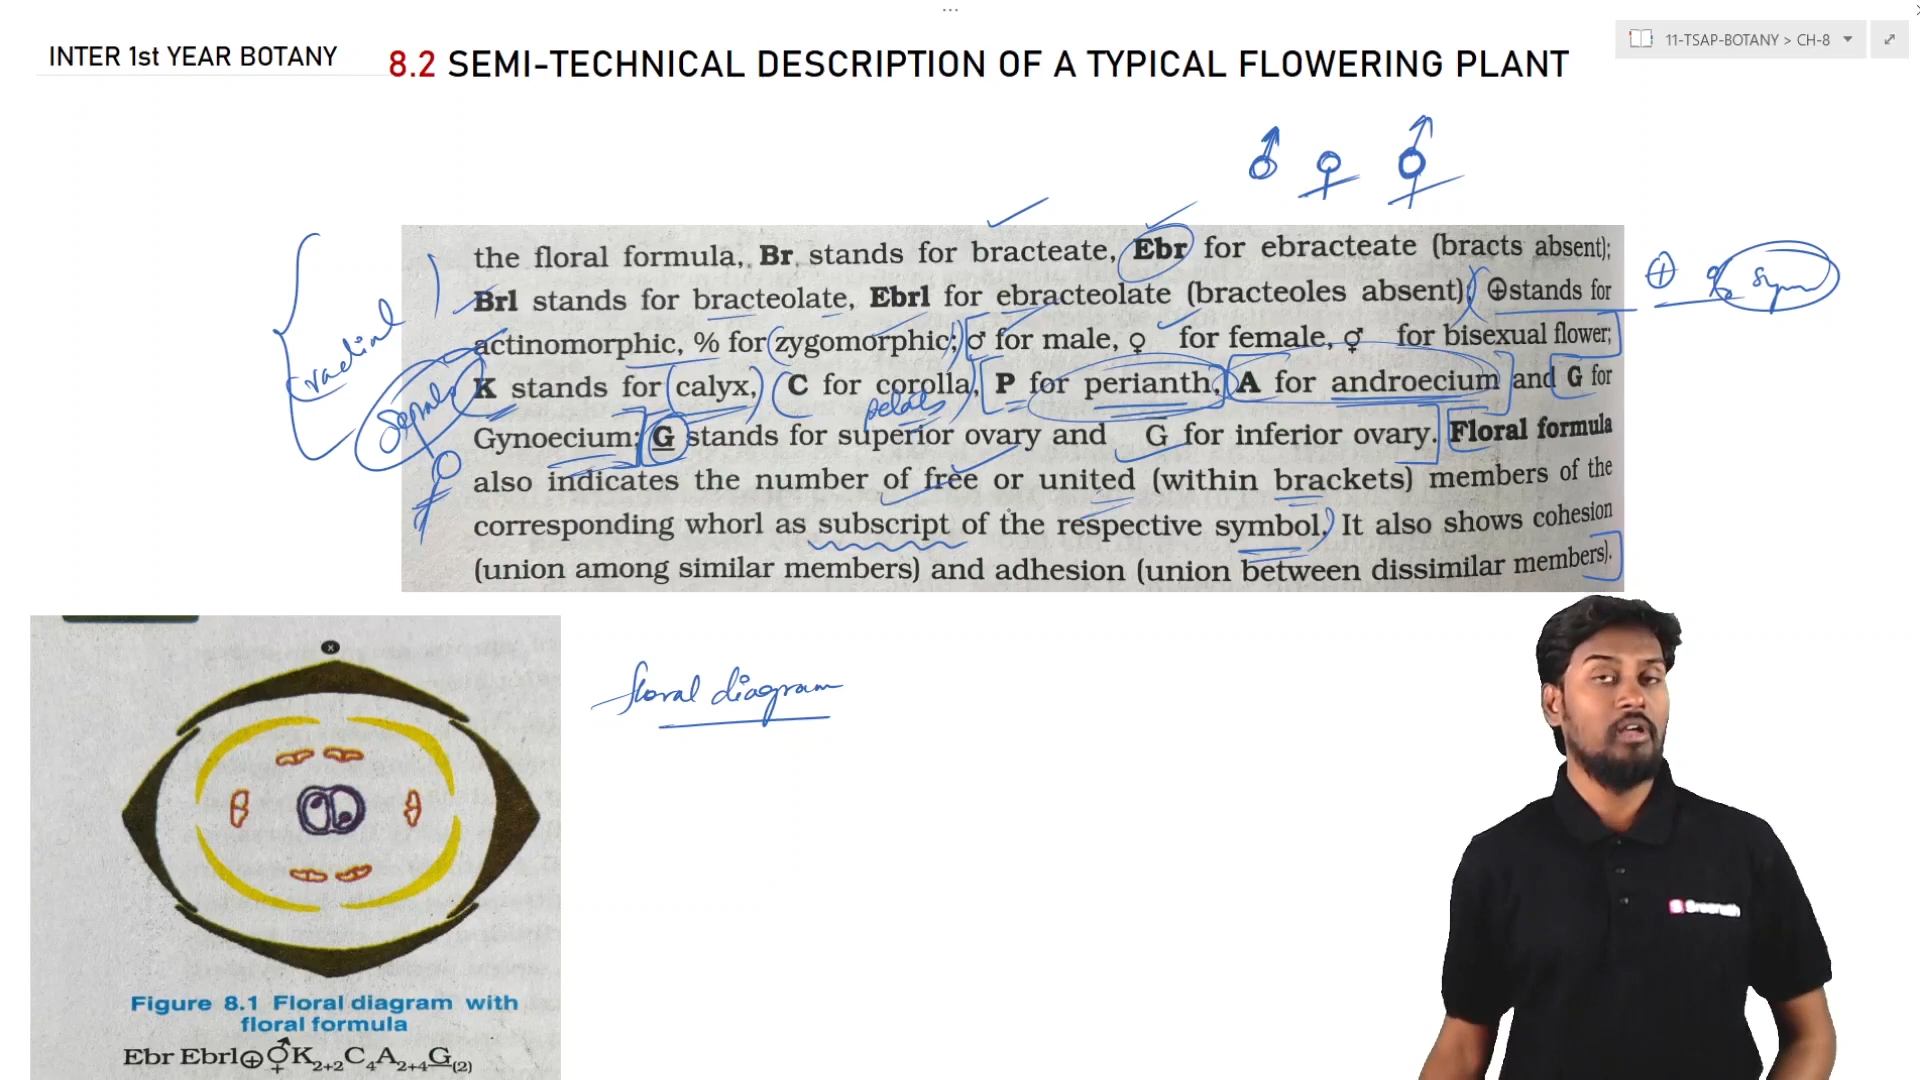 INTER 1st YEAR BOTANY
8.2 SEMI-TECHNICAL DESCRIPTION OF A TYPICAL FLOWERING PLANT
11-TSAP-BOTANY > CH-8
♂ ♀ ⚥
the floral formula, Br stands for bracteate, Ebr for ebracteate (bracts absent);
Brl stands for bracteolate, Ebrl for ebracteolate (bracteoles absent) ⊕stands for
⊕ % sym
actinomorphic, % for zygomorphic; ♂ for male, ♀ for female, ⚥ for bisexual flower;
radial
K stands for calyx, C for corolla, P for perianth, A for androecium and G for
sepals
petals
Gynoecium; G̲ stands for superior ovary and G̅ for inferior ovary. Floral formula
also indicates the number of free or united (within brackets) members of the
corresponding whorl as subscript of the respective symbol. It also shows cohesion
(union among similar members) and adhesion (union between dissimilar members).
floral diagram
Figure 8.1 Floral diagram with
floral formula
Ebr Ebrl⊕⚥K₂₊₂C₄A₂₊₄G̲₍₂₎